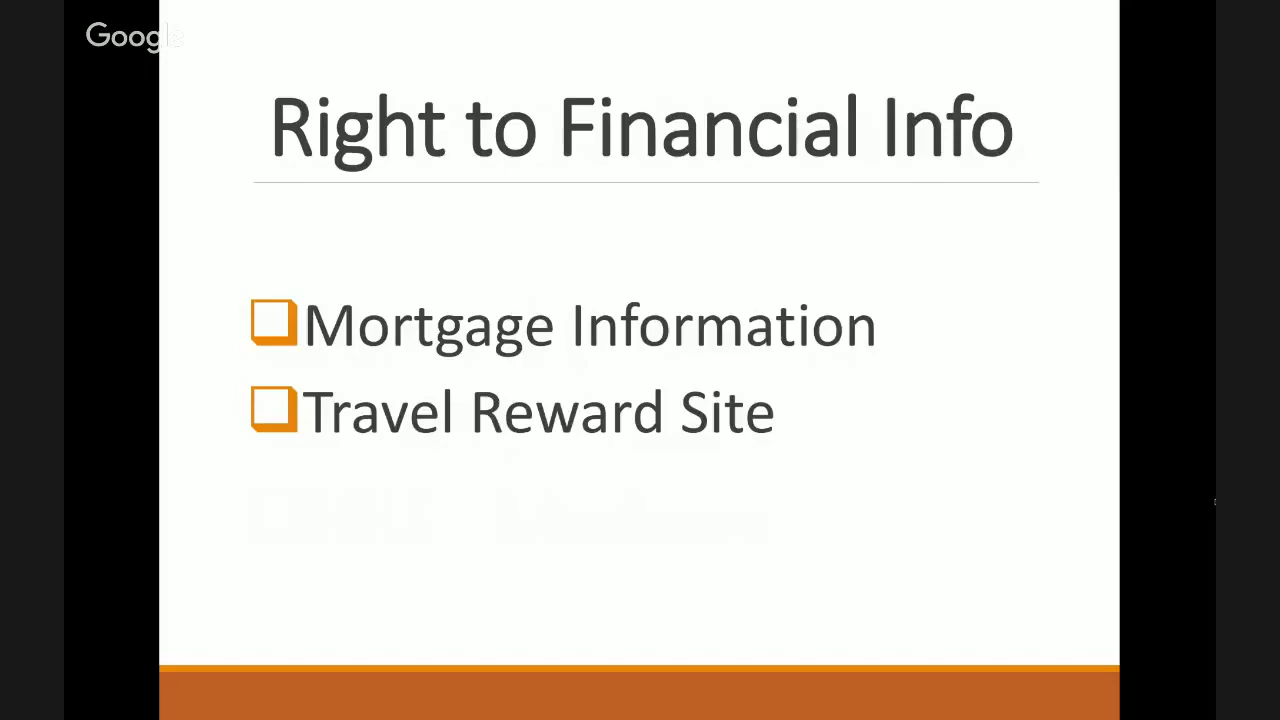 Google
Right to Financial Info
Mortgage Information
Travel Reward Site